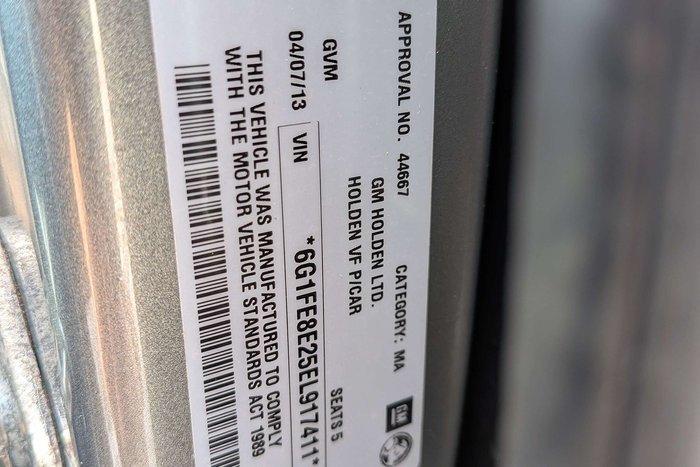 APPROVAL NO. 44667 CATEGORY: MA
GM HOLDEN LTD.
HOLDEN VF P/CAR
GVM SEATS 5
04/07/13 VIN *6G1FE8E25EL917411*
THIS VEHICLE WAS MANUFACTURED TO COMPLY
WITH THE MOTOR VEHICLE STANDARDS ACT 1989
GM